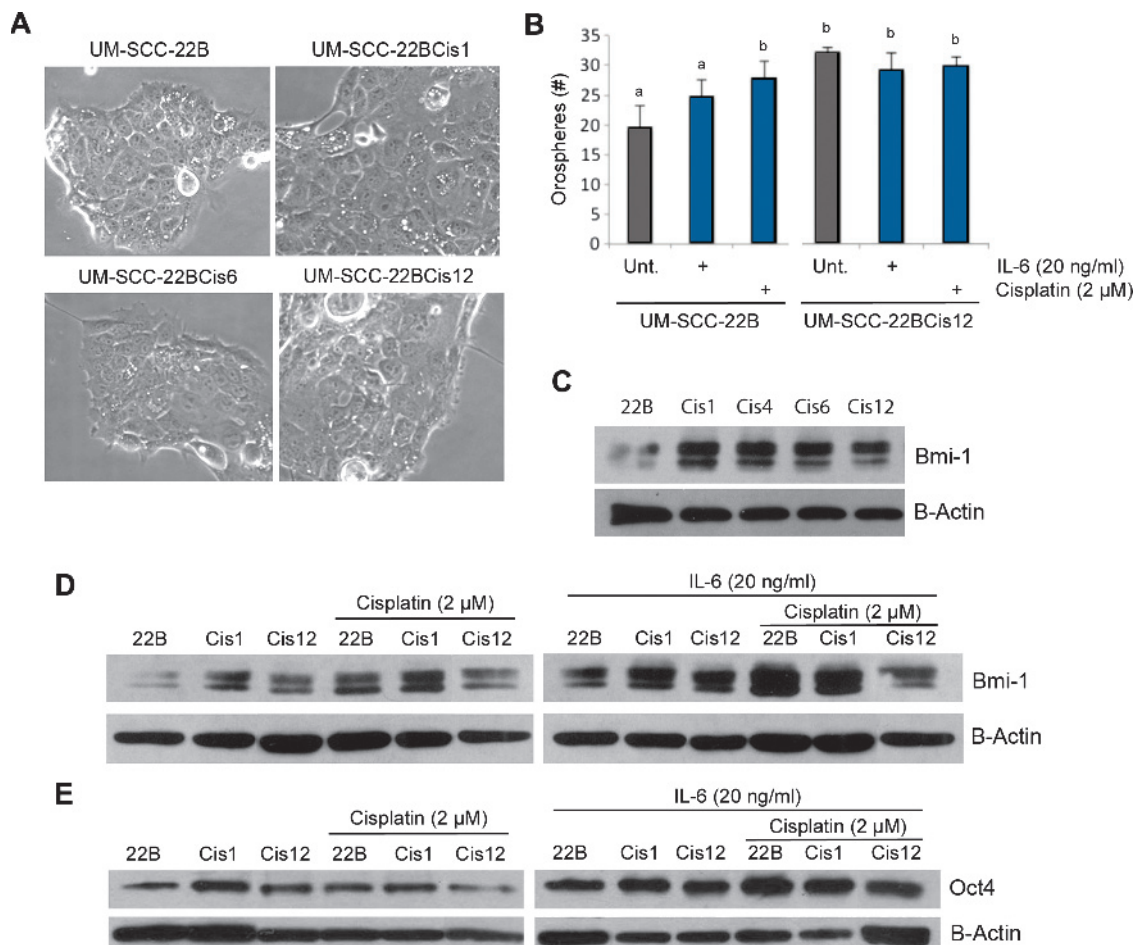 A
UM-SCC-22B
UM-SCC-22BCis1
UM-SCC-22BCis6
UM-SCC-22BCis12
B
Orospheres (#)
35
30
25
20
15
10
5
0
a
a
b
b
b
b
Unt.
+
Unt.
+
IL-6 (20 ng/ml)
+
+
Cisplatin (2 µM)
UM-SCC-22B
UM-SCC-22BCis12
C
22B Cis1 Cis4 Cis6 Cis12
Bmi-1
B-Actin
D
Cisplatin (2 µM)
22B Cis1 Cis12 22B Cis1 Cis12
IL-6 (20 ng/ml)
Cisplatin (2 µM)
22B Cis1 Cis12 22B Cis1 Cis12
Bmi-1
B-Actin
E
Cisplatin (2 µM)
22B Cis1 Cis12 22B Cis1 Cis12
IL-6 (20 ng/ml)
Cisplatin (2 µM)
22B Cis1 Cis12 22B Cis1 Cis12
Oct4
B-Actin